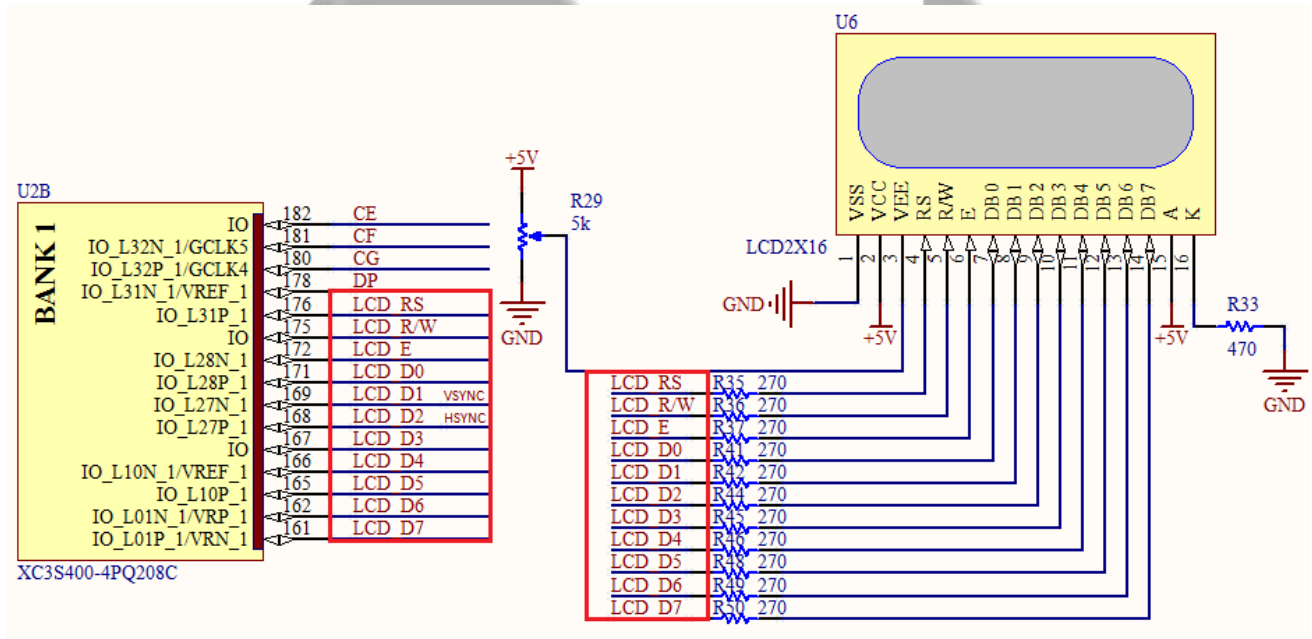 U2B
BANK 1
182 CE
IO
181 CF
IO_L32N_1/GCLK5
180 CG
IO_L32P_1/GCLK4
178 DP
IO_L31N_1/VREF_1
176 LCD RS
IO_L31P_1
175 LCD R/W
IO
172 LCD E
IO_L28N_1
171 LCD D0
IO_L28P_1
169 LCD D1 VSYNC
IO_L27N_1
168 LCD D2 HSYNC
IO_L27P_1
167 LCD D3
IO
166 LCD D4
IO_L10N_1/VREF_1
165 LCD D5
IO_L10P_1
162 LCD D6
IO_L01N_1/VRP_1
161 LCD D7
IO_L01P_1/VRN_1
XC3S400-4PQ208C
+5V
R29
5k
GND
U6
VSS
VCC
VEE
RS
R/W
E
DB0
DB1
DB2
DB3
DB4
DB5
DB6
DB7
A
K
LCD2X16
1
2
3
4
5
6
7
8
9
10
11
12
13
14
15
16
GND
+5V
+5V
R33
470
GND
LCD RS R35 270
LCD R/W R36 270
LCD E R37 270
LCD D0 R41 270
LCD D1 R42 270
LCD D2 R44 270
LCD D3 R45 270
LCD D4 R46 270
LCD D5 R48 270
LCD D6 R49 270
LCD D7 R50 270